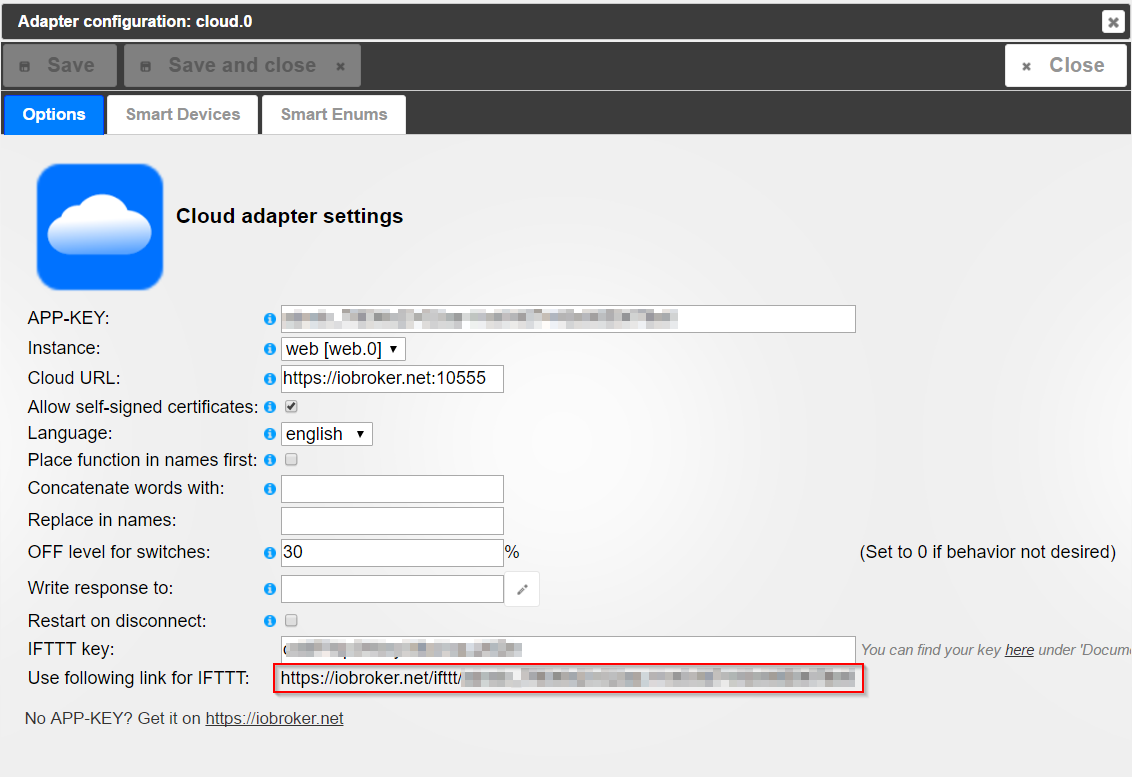 Adapter configuration: cloud.0
Save Save and close Close
Options Smart Devices Smart Enums
Cloud adapter settings
APP-KEY:
Instance: web [web.0]
Cloud URL: https://iobroker.net:10555
Allow self-signed certificates:
Language: english
Place function in names first:
Concatenate words with:
Replace in names:
OFF level for switches: 30 % (Set to 0 if behavior not desired)
Write response to:
Restart on disconnect:
IFTTT key: You can find your key here under 'Docume
Use following link for IFTTT: https://iobroker.net/ifttt/
No APP-KEY? Get it on https://iobroker.net